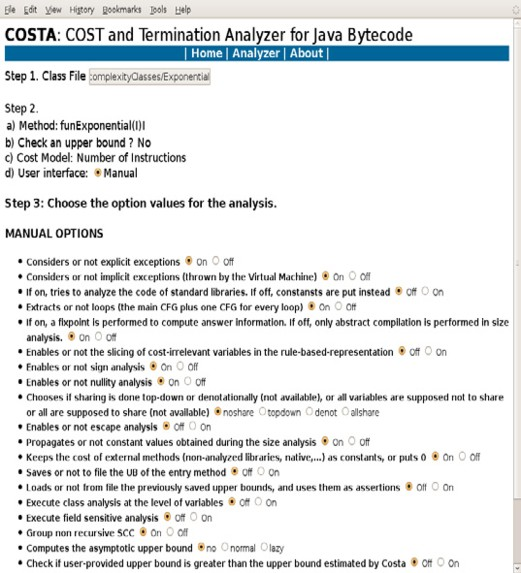 File Edit View History Bookmarks Tools Help
COSTA: COST and Termination Analyzer for Java Bytecode
| Home | Analyzer | About |
Step 1. Class File :omplexityClasses/Exponential
Step 2.
a) Method: funExponential(I)I
b) Check an upper bound ? No
c) Cost Model: Number of Instructions
d) User interface: Manual
Step 3: Choose the option values for the analysis.
MANUAL OPTIONS
Considers or not explicit exceptions On Off
Considers or not implicit exceptions (thrown by the Virtual Machine) On Off
If on, tries to analyze the code of standard libraries. If off, constansts are put instead Off On
Extracts or not loops (the main CFG plus one CFG for every loop) On Off
If on, a fixpoint is performed to compute answer information. If off, only abstract compilation is performed in size
analysis. On Off
Enables or not the slicing of cost-irrelevant variables in the rule-based-representation Off On
Enables or not sign analysis On Off
Enables or not nullity analysis On Off
Chooses if sharing is done top-down or denotationally (not available), or all variables are supposed not to share
or all are supposed to share (not available) noshare topdown denot allshare
Enables or not escape analysis Off On
Propagates or not constant values obtained during the size analysis On Off
Keeps the cost of external methods (non-analyzed libraries, native,...) as constants, or puts 0 On Off
Saves or not to file the UB of the entry method Off On
Loads or not from file the previously saved upper bounds, and uses them as assertions Off On
Execute class analysis at the level of variables Off On
Execute field sensitive analysis Off On
Group non recursive SCC On Off
Computes the asymptotic upper bound no normal lazy
Check if user-provided upper bound is greater than the upper bound estimated by Costa Off On